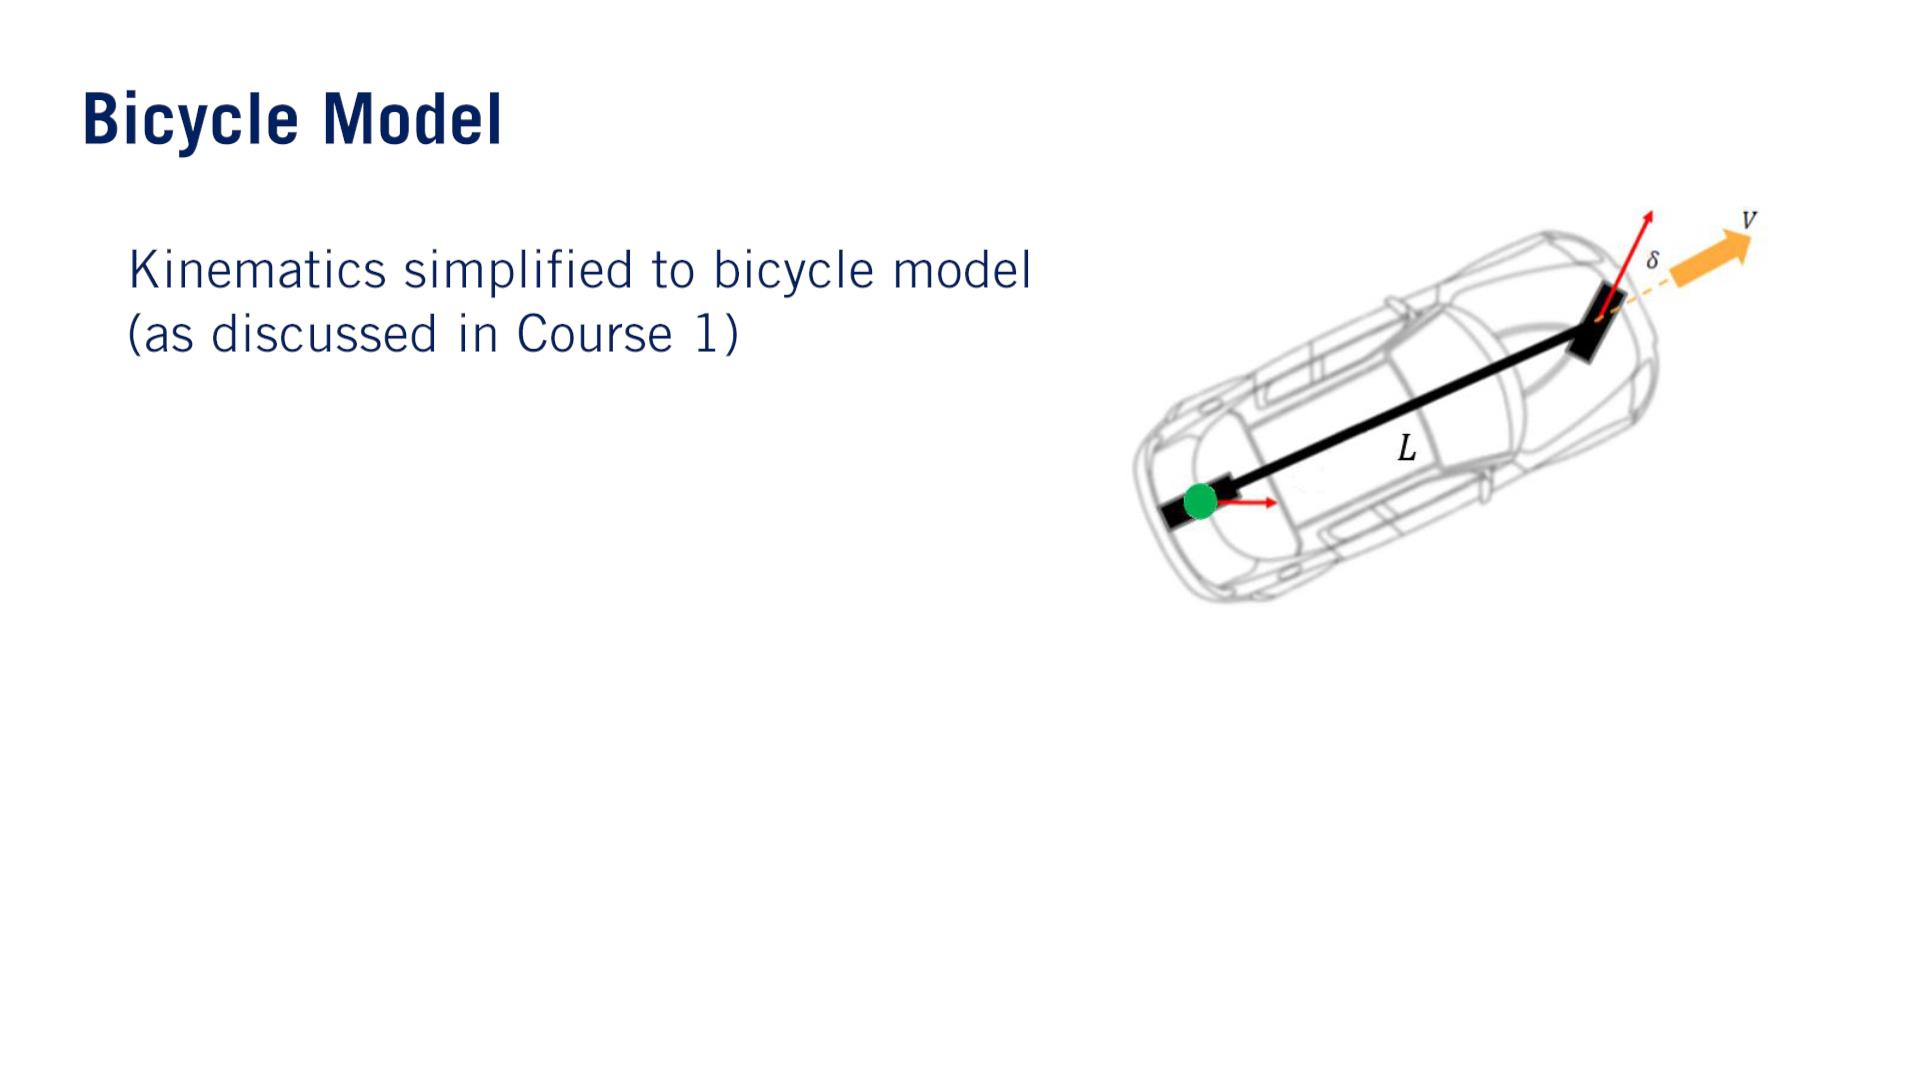 Bicycle Model
Kinematics simplified to bicycle model
(as discussed in Course 1)
V
δ
L